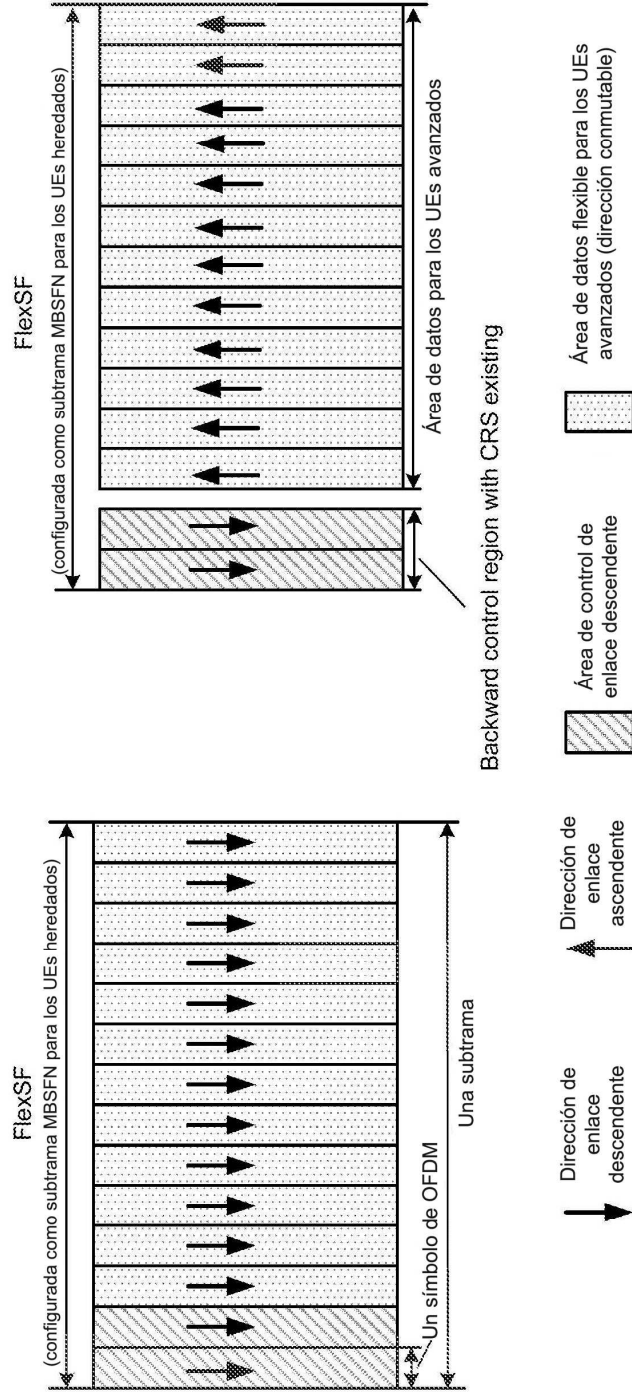 FlexSF
(configurada como subtrama MBSFN para los UEs heredados)
Un símbolo de OFDM
Una subtrama
FlexSF
(configurada como subtrama MBSFN para los UEs heredados)
Área de datos para los UEs avanzados
Backward control region with CRS existing
Dirección de
enlace
descendente
Dirección de
enlace
ascendente
Área de control de
enlace descendente
Área de datos flexible para los UEs
avanzados (dirección conmutable)